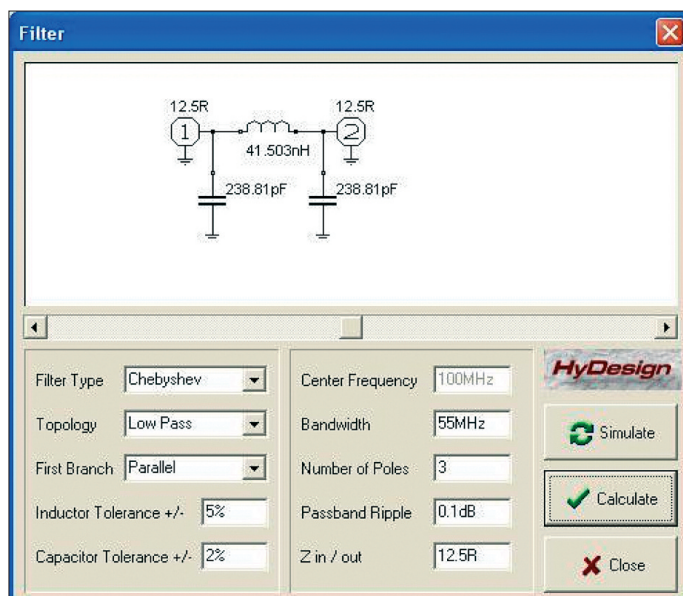 Filter
12.5R
12.5R
1
2
41.503nH
238.81pF
238.81pF
Filter Type Chebyshev
Topology Low Pass
First Branch Parallel
Inductor Tolerance +/- 5%
Capacitor Tolerance +/- 2%
Center Frequency 100MHz
Bandwidth 55MHz
Number of Poles 3
Passband Ripple 0.1dB
Z in / out 12.5R
HyDesign
Simulate
Calculate
Close